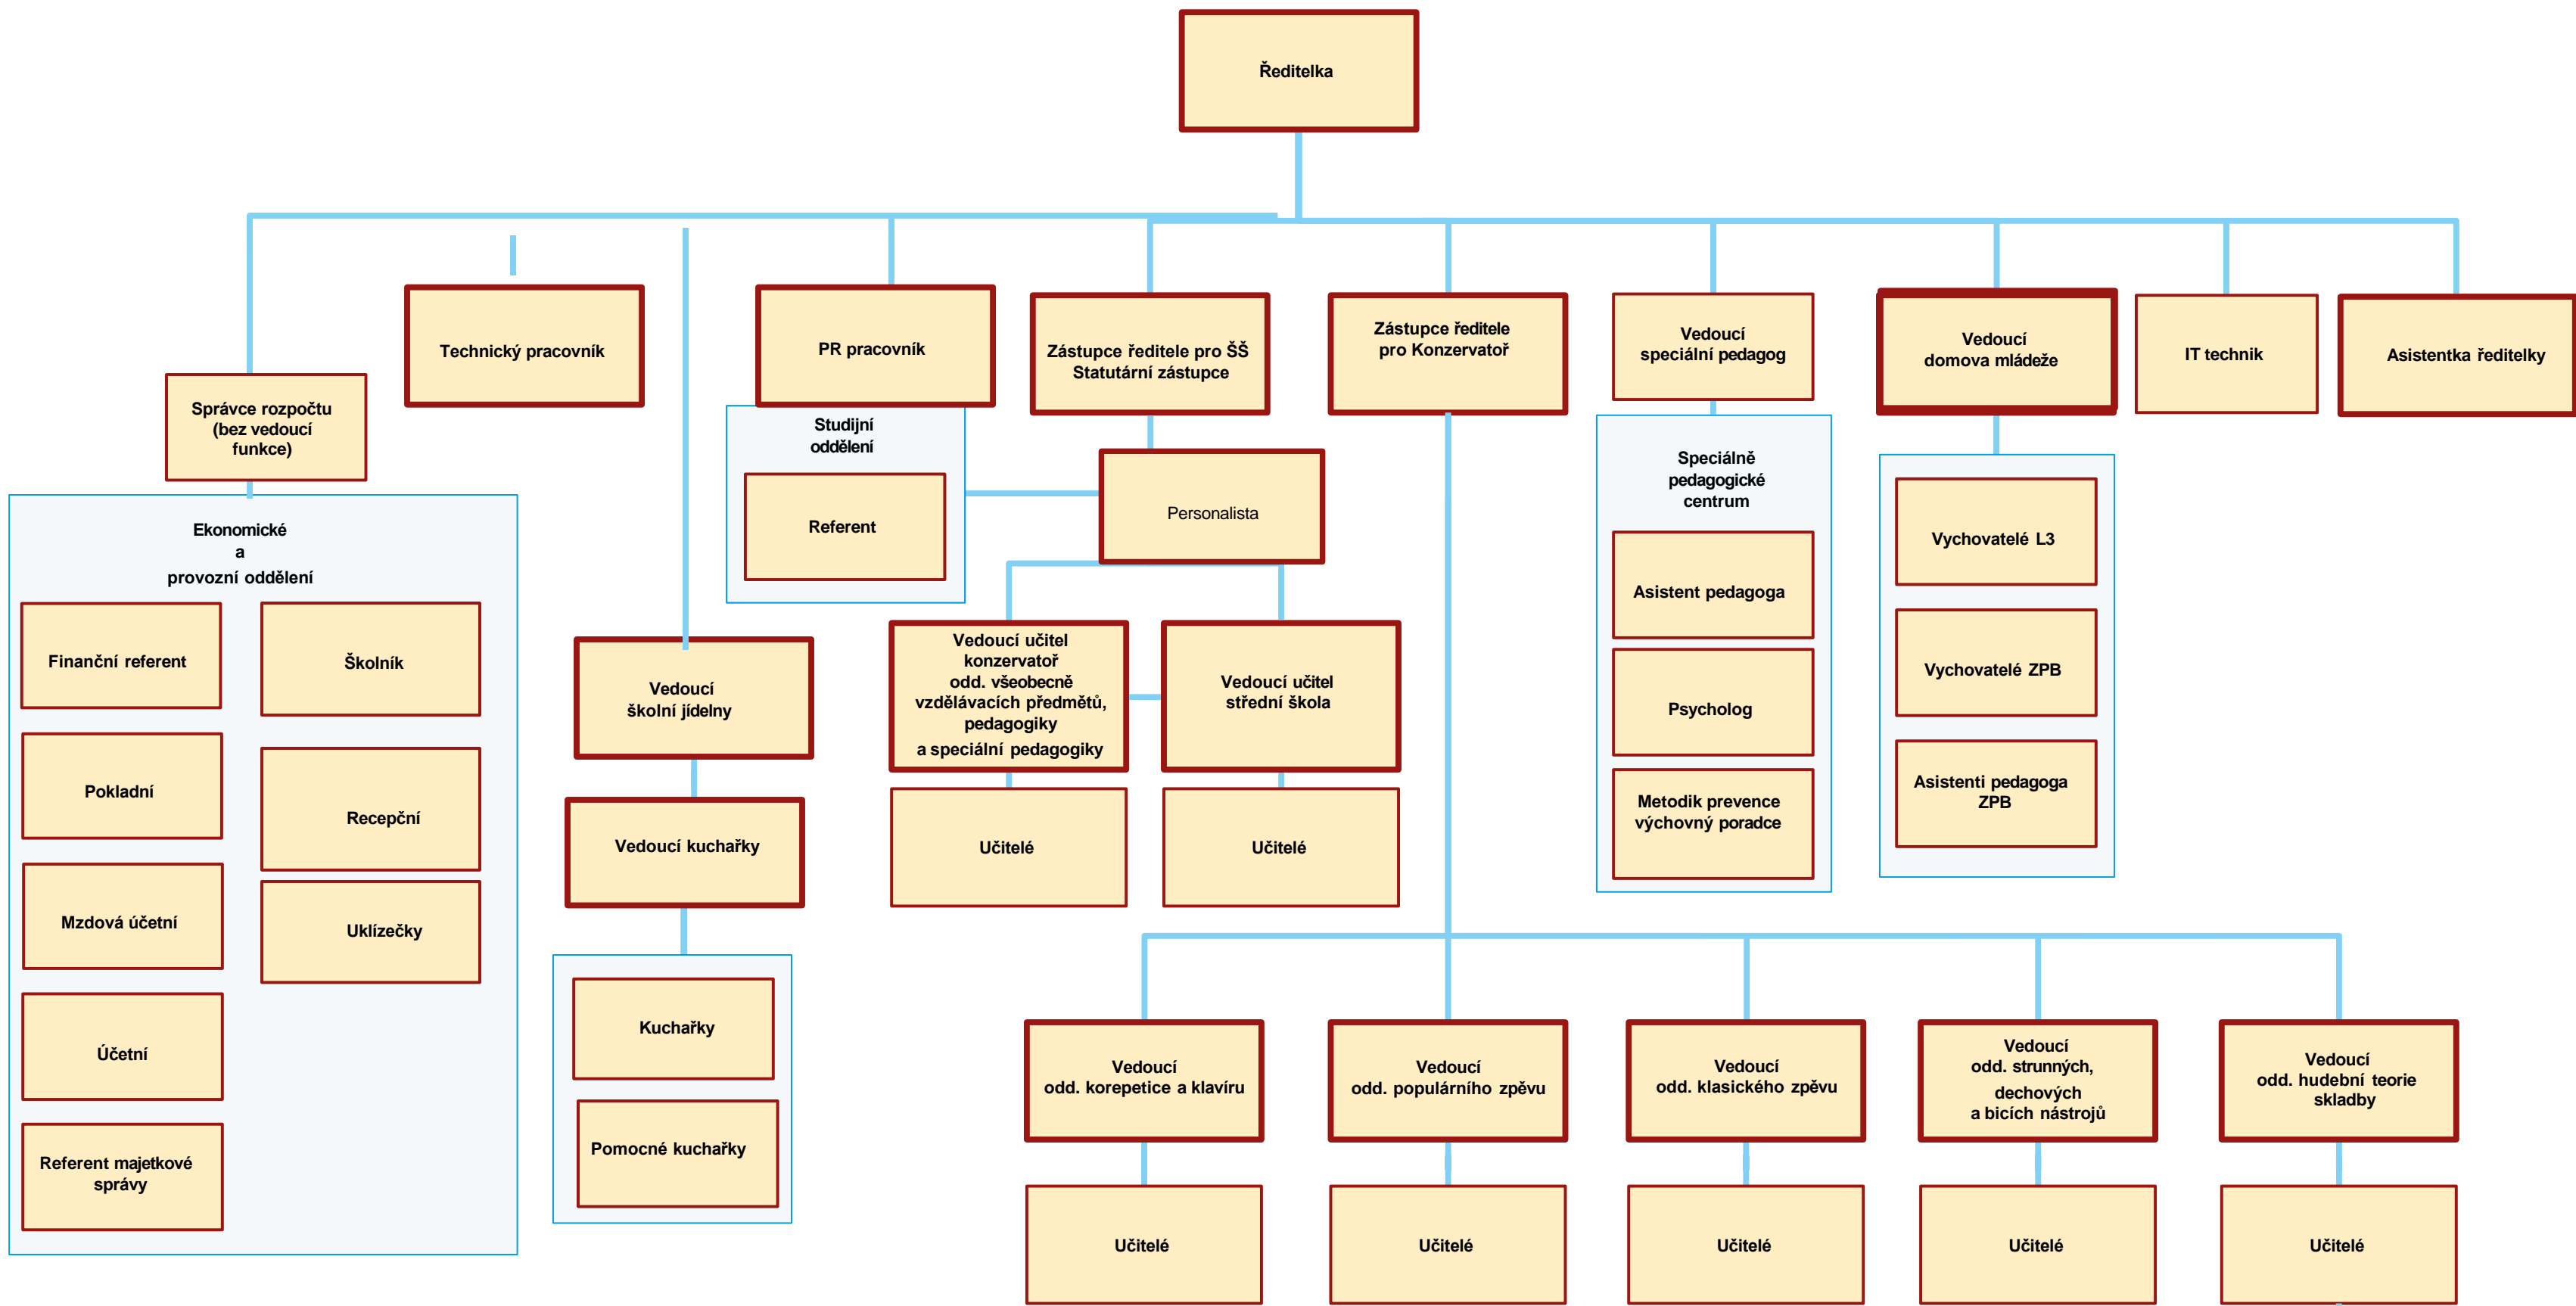 Ředitelka
Technický pracovník
PR pracovník
Zástupce ředitele pro ŠŠ
Statutární zástupce
Zástupce ředitele
pro Konzervatoř
Vedoucí
speciální pedagog
Vedoucí
domova mládeže
IT technik
Asistentka ředitelky
Správce rozpočtu
(bez vedoucí
funkce)
Studijní
oddělení
Referent
Personalista
Speciálně
pedagogické
centrum
Asistent pedagoga
Psycholog
Metodik prevence
výchovný poradce
Vychovatelé L3
Vychovatelé ZPB
Asistenti pedagoga
ZPB
Ekonomické
a
provozní oddělení
Finanční referent
Školník
Pokladní
Recepční
Mzdová účetní
Uklízečky
Účetní
Referent majetkové
správy
Vedoucí
školní jídelny
Vedoucí kuchařky
Kuchařky
Pomocné kuchařky
Vedoucí učitel
konzervatoř
odd. všeobecně
vzdělávacích předmětů,
pedagogiky
a speciální pedagogiky
Vedoucí učitel
střední škola
Učitelé
Učitelé
Vedoucí
odd. korepetice a klavíru
Vedoucí
odd. populárního zpěvu
Vedoucí
odd. klasického zpěvu
Vedoucí
odd. strunných,
dechových
a bicích nástrojů
Vedoucí
odd. hudební teorie
skladby
Učitelé
Učitelé
Učitelé
Učitelé
Učitelé